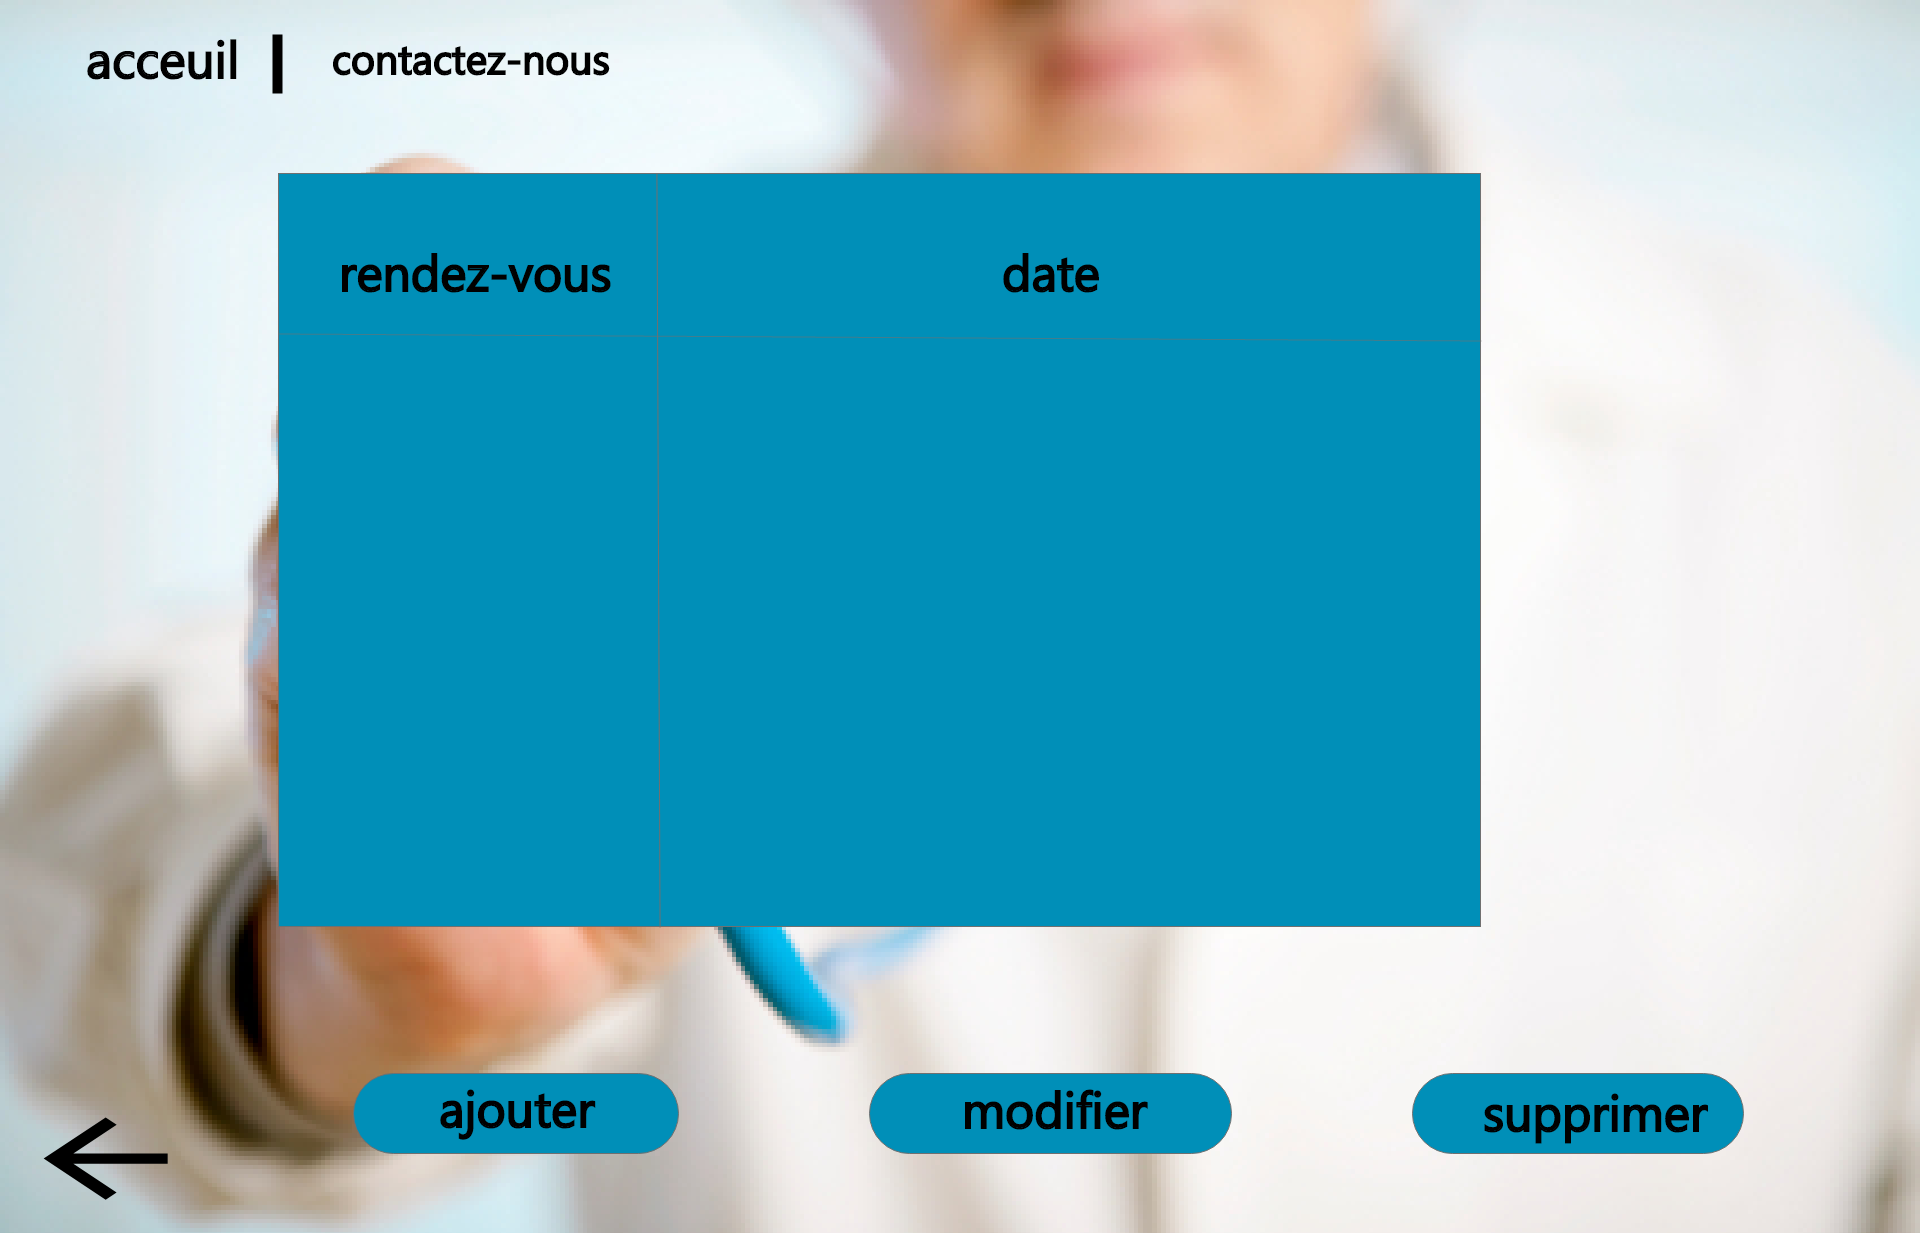 acceuil | contactez-nous
rendez-vous date
ajouter modifier supprimer